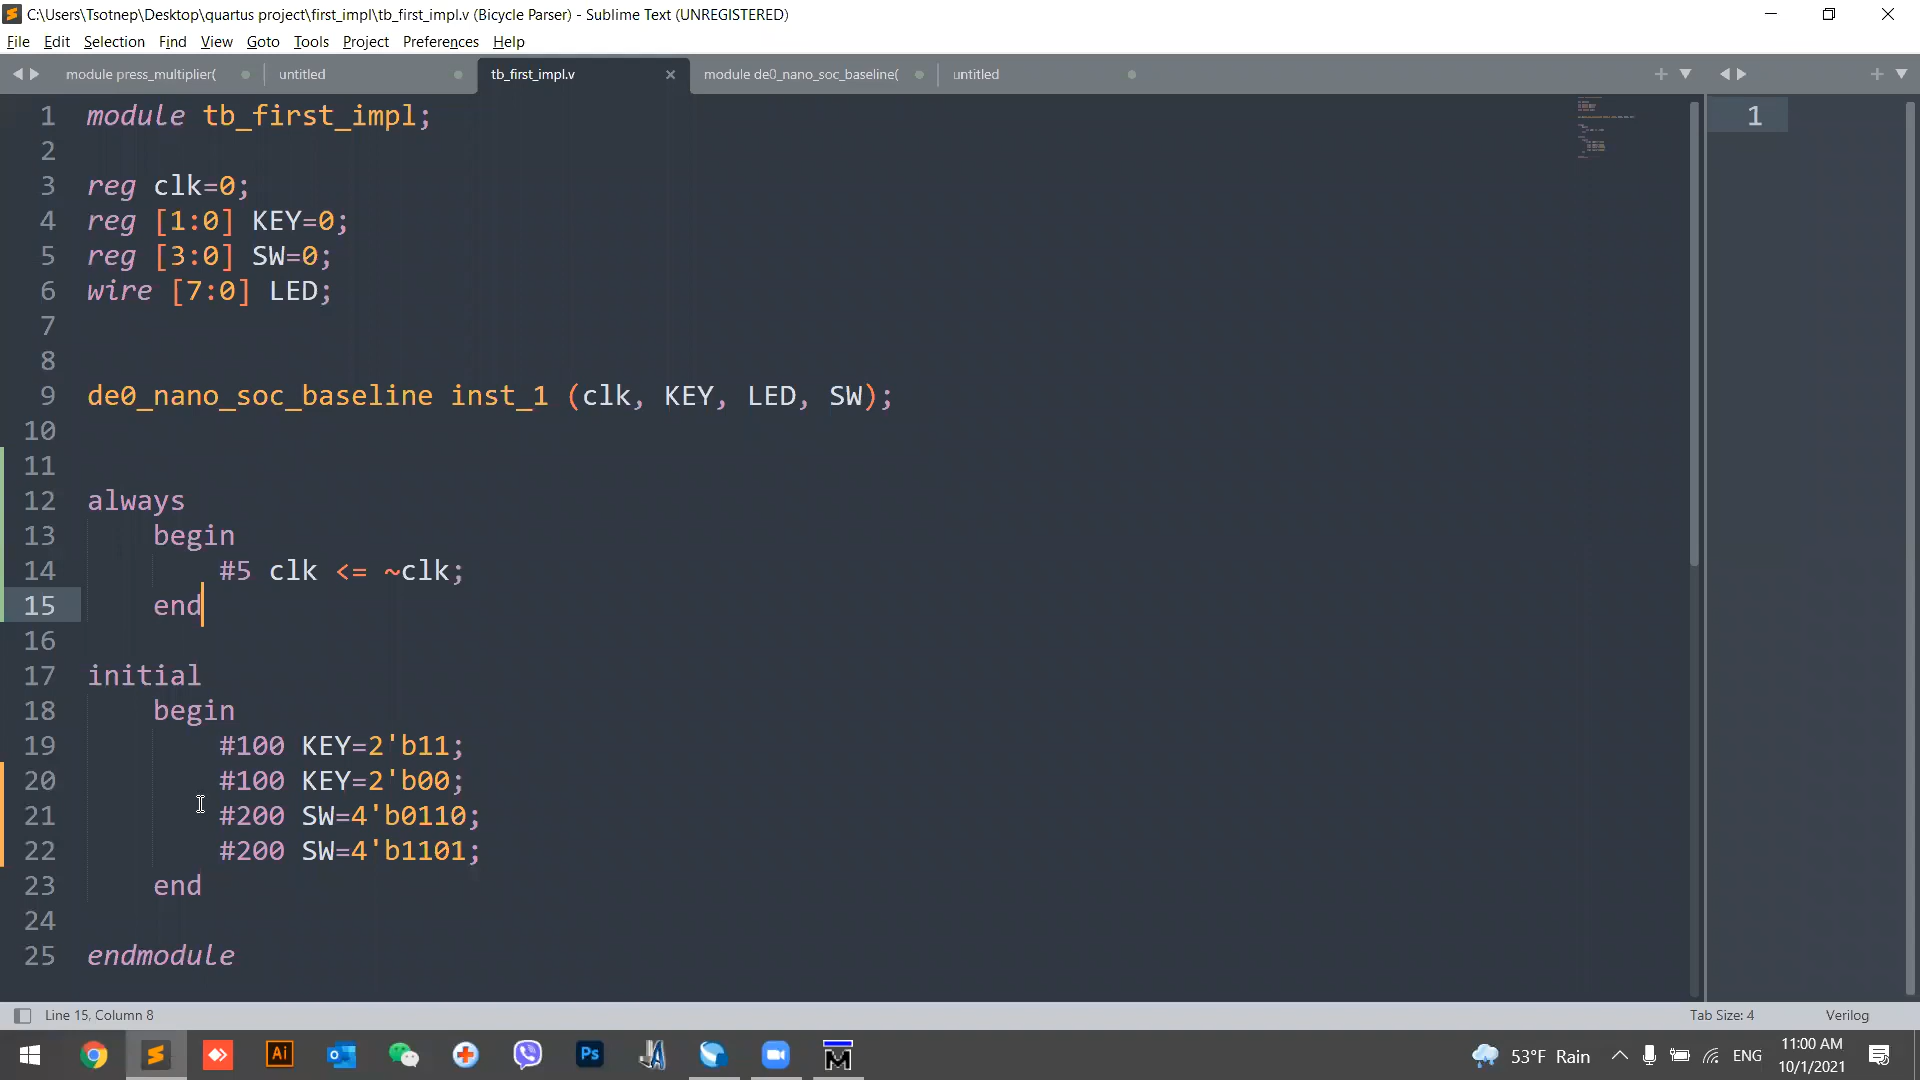 C:\Users\Tsotnep\Desktop\quartus project\first_impl\tb_first_impl.v (Bicycle Parser) - Sublime Text (UNREGISTERED)
File Edit Selection Find View Goto Tools Project Preferences Help
module press_multiplier( untitled tb_first_impl.v module de0_nano_soc_baseline( untitled
1 module tb_first_impl; 1
2
3 reg clk=0;
4 reg [1:0] KEY=0;
5 reg [3:0] SW=0;
6 wire [7:0] LED;
7
8
9 de0_nano_soc_baseline inst_1 (clk, KEY, LED, SW);
10
11
12 always
13 begin
14 #5 clk <= ~clk;
15 end
16
17 initial
18 begin
19 #100 KEY=2'b11;
20 #100 KEY=2'b00;
21 #200 SW=4'b0110;
22 #200 SW=4'b1101;
23 end
24
25 endmodule
Line 15, Column 8 Tab Size: 4 Verilog
Ai Ps M 53°F Rain ENG 11:00 AM
10/1/2021